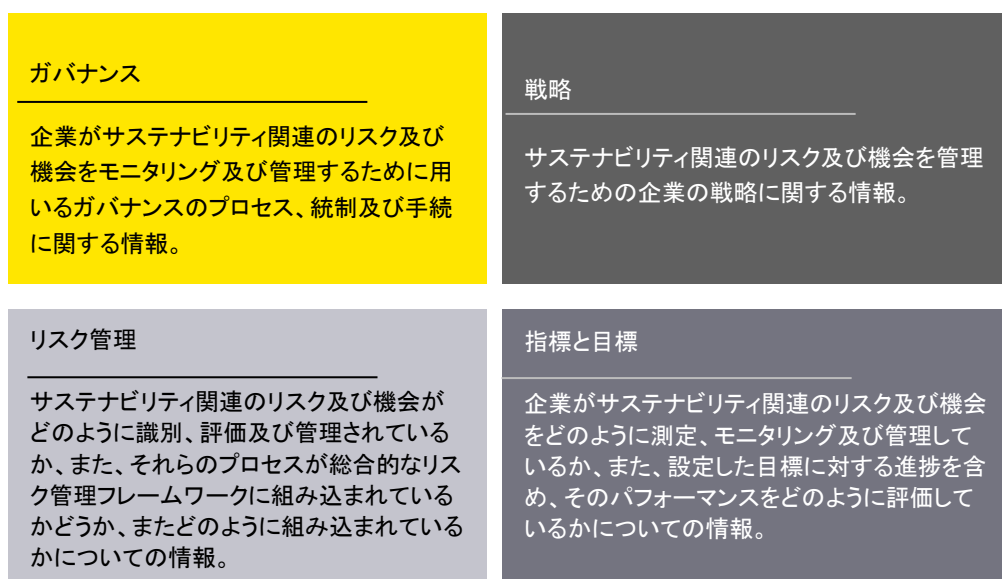 ガバナンス
企業がサステナビリティ関連のリスク及び
機会をモニタリング及び管理するために用
いるガバナンスのプロセス、統制及び手続
に関する情報。
戦略
サステナビリティ関連のリスク及び機会を管理
するための企業の戦略に関する情報。
リスク管理
サステナビリティ関連のリスク及び機会が
どのように識別、評価及び管理されている
か、また、それらのプロセスが総合的なリス
ク管理フレームワークに組み込まれている
かどうか、またどのように組み込まれている
かについての情報。
指標と目標
企業がサステナビリティ関連のリスク及び機会
をどのように測定、モニタリング及び管理して
いるか、また、設定した目標に対する進捗を含
め、そのパフォーマンスをどのように評価して
いるかについての情報。